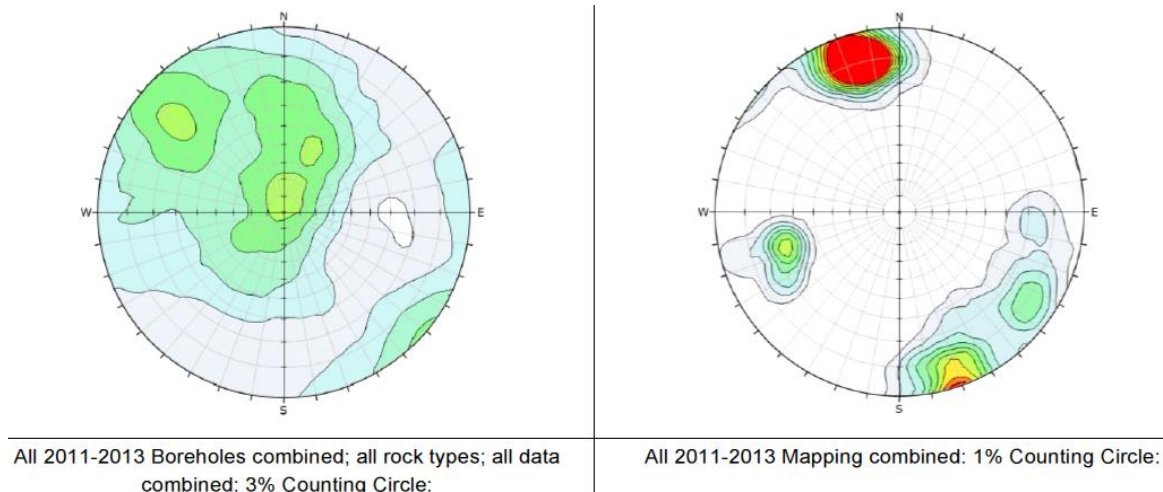 N
W
E
S
N
W
E
S
All 2011-2013 Boreholes combined; all rock types; all data
combined: 3% Counting Circle:
All 2011-2013 Mapping combined: 1% Counting Circle: